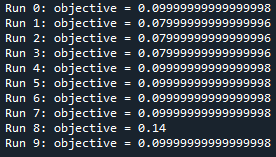 Run 0: objective = 0.09999999999999998
Run 1: objective = 0.07999999999999996
Run 2: objective = 0.07999999999999996
Run 3: objective = 0.07999999999999996
Run 4: objective = 0.09999999999999998
Run 5: objective = 0.09999999999999998
Run 6: objective = 0.09999999999999998
Run 7: objective = 0.09999999999999998
Run 8: objective = 0.14
Run 9: objective = 0.09999999999999998